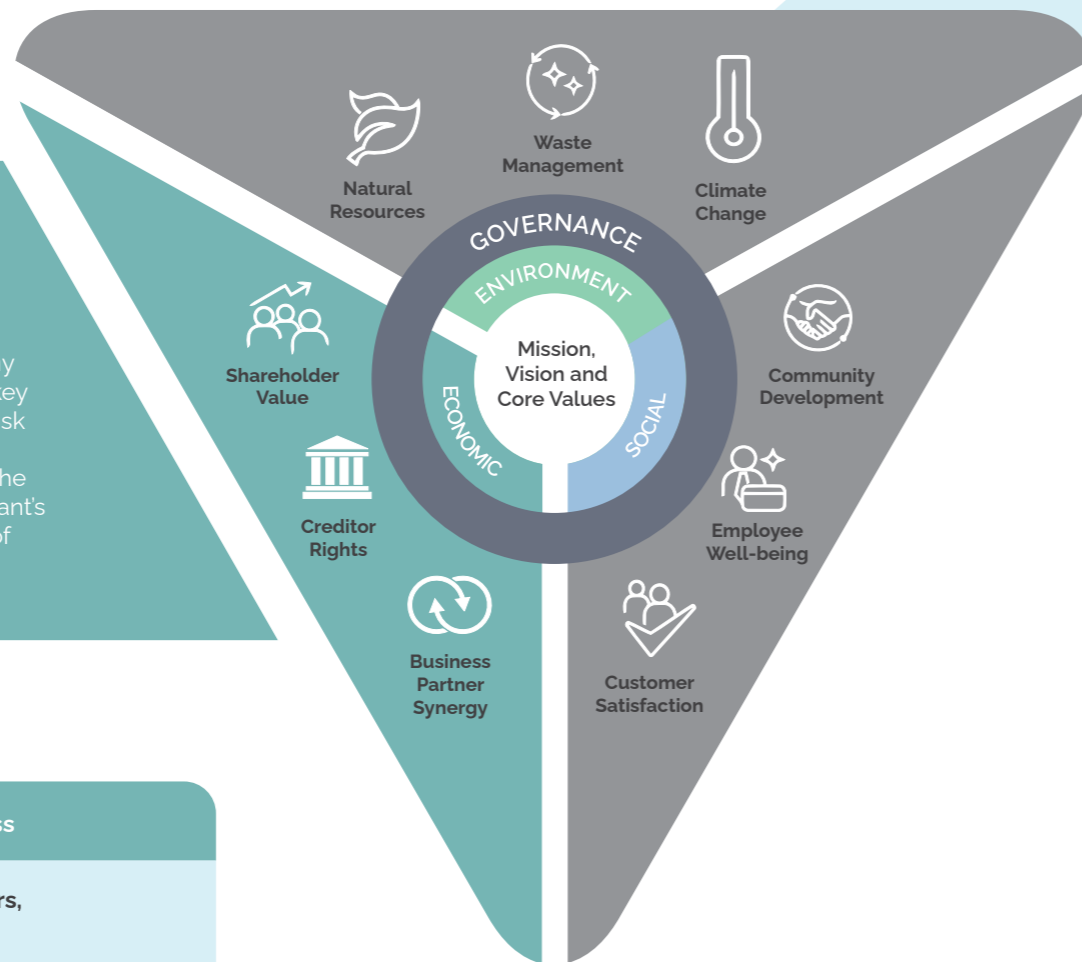 Waste
Management
Natural
Resources
Climate
Change
GOVERNANCE
ENVIRONMENT
Mission,
Vision and
Core Values
ECONOMIC
SOCIAL
Shareholder
Value
Creditor
Rights
Business
Partner
Synergy
Community
Development
Employee
Well-being
Customer
Satisfaction
of